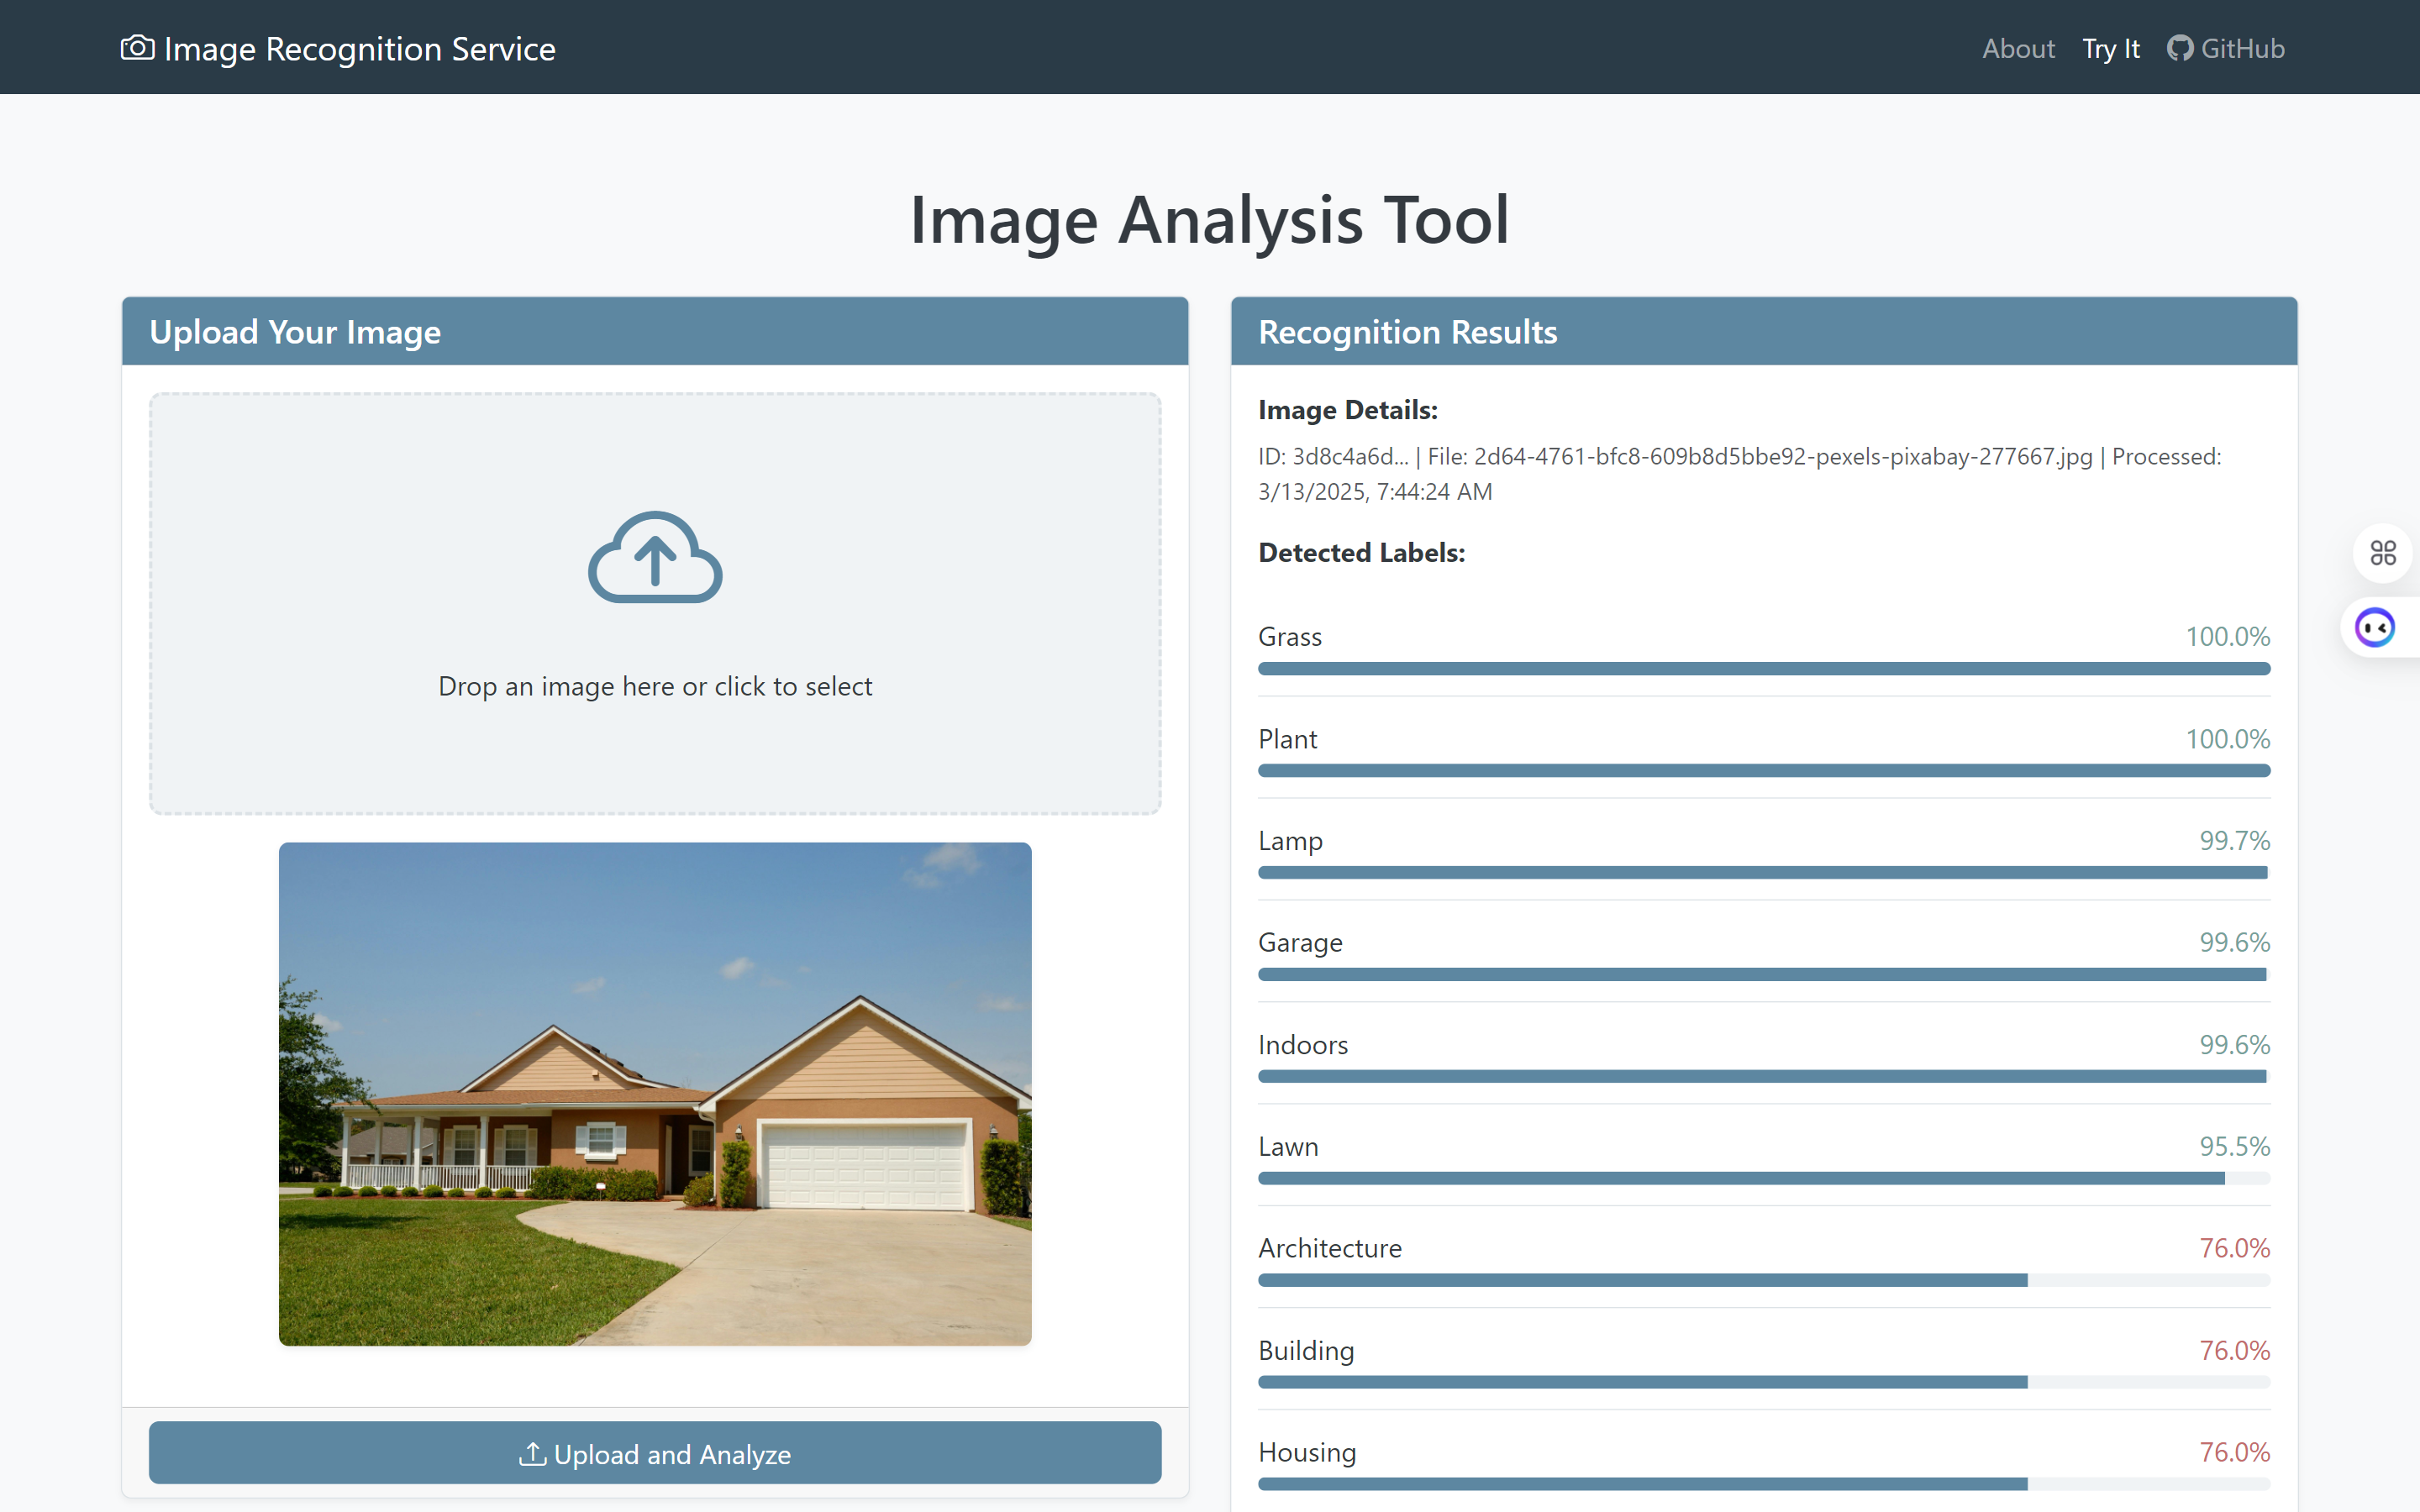 Image Recognition Service
About Try It GitHub
Image Analysis Tool
Upload Your Image
Drop an image here or click to select
Upload and Analyze
Recognition Results
Image Details:
ID: 3d8c4a6d... | File: 2d64-4761-bfc8-609b8d5bbe92-pexels-pixabay-277667.jpg | Processed:
3/13/2025, 7:44:24 AM
Detected Labels:
Grass 100.0%
Plant 100.0%
Lamp 99.7%
Garage 99.6%
Indoors 99.6%
Lawn 95.5%
Architecture 76.0%
Building 76.0%
Housing 76.0%